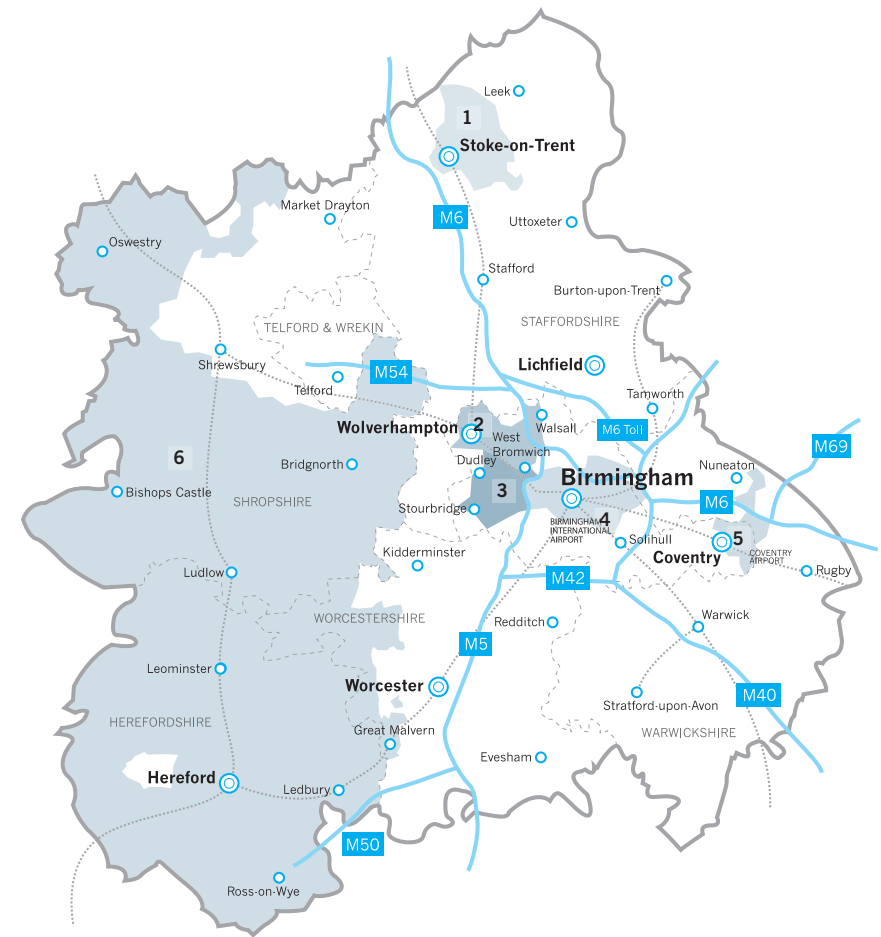 Leek
1
Stoke-on-Trent
Market Drayton
M6
Uttoxeter
Oswestry
Stafford
Burton-upon-Trent
STAFFORDSHIRE
TELFORD & WREKIN
Shrewsbury
Lichfield
M54
Telford
Tamworth
Wolverhampton
2
Walsall
M6 Toll
West
Bromwich
M69
6
Bridgnorth
Dudley
Birmingham
Nuneaton
Bishops Castle
3
SHROPSHIRE
M6
Stourbridge
4
BIRMINGHAM
INTERNATIONAL
AIRPORT
Solihull
5
Coventry
COVENTRY
AIRPORT
Kidderminster
Ludlow
M42
Rugby
WORCESTERSHIRE
Redditch
Warwick
M5
Leominster
Worcester
M40
Stratford-upon-Avon
HEREFORDSHIRE
Great Malvern
WARWICKSHIRE
Evesham
Hereford
Ledbury
M50
Ross-on-Wye